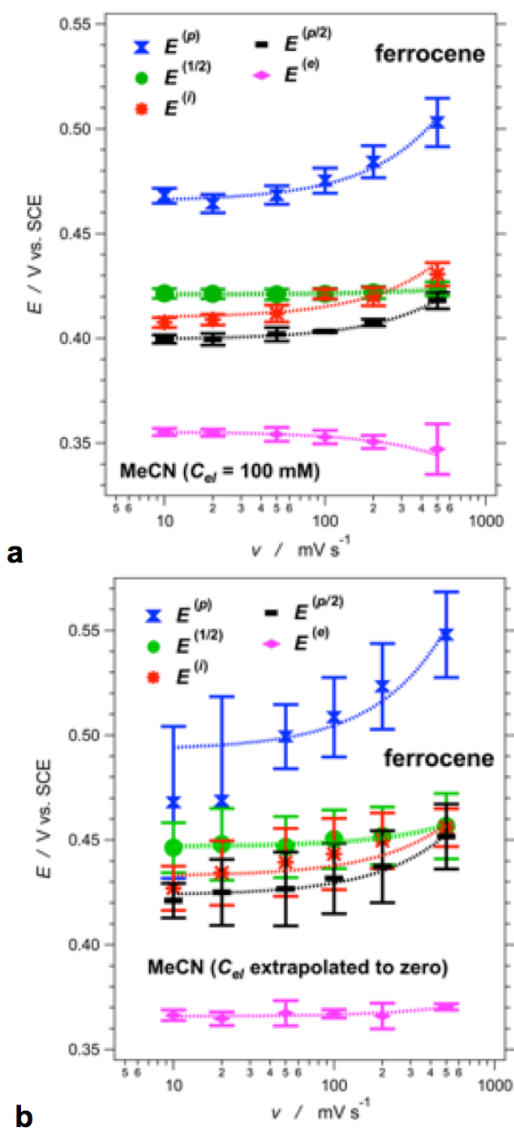 E(p)
E(p/2)
E(1/2)
E(e)
E(i)
ferrocene
0.55
0.50
0.45
0.40
0.35
E / V vs. SCE
MeCN (Cel = 100 mM)
5 6 2 3 4 5 6 2 3 4 5 6
10 100 1000
v / mV s-1
a
E(p)
E(p/2)
E(1/2)
E(e)
E(i)
ferrocene
0.55
0.50
0.45
0.40
0.35
E / V vs. SCE
MeCN (Cel extrapolated to zero)
5 6 2 3 4 5 6 2 3 4 5 6
10 100 1000
v / mV s-1
b